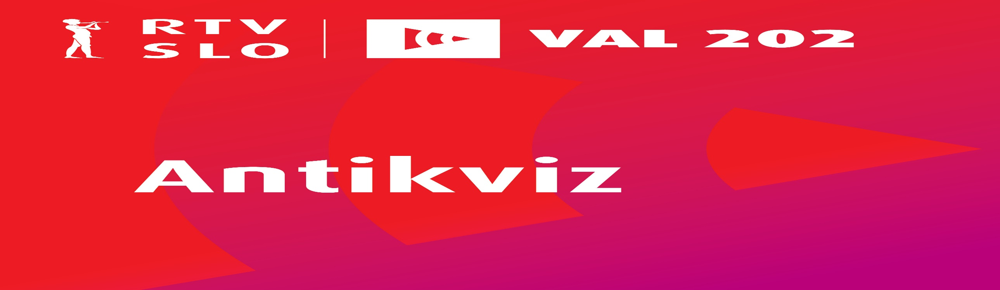 RTV
SLO
VAL 202
Antikviz